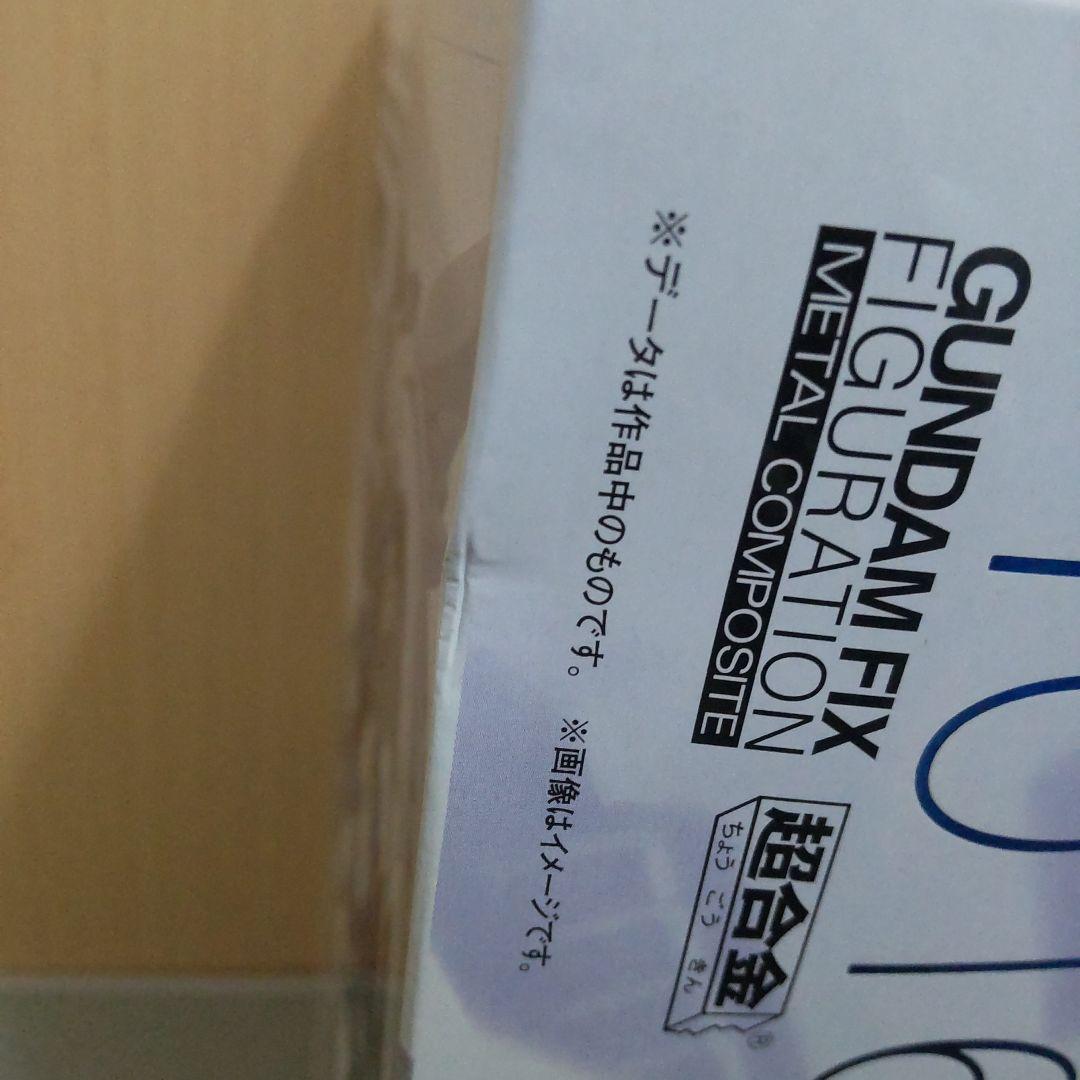 GUNDAM FIX
FIGURATION
METAL COMPOSITE
超合金
ちょうごうきん
®
※データは作品中のものです。 ※画像はイメージです。